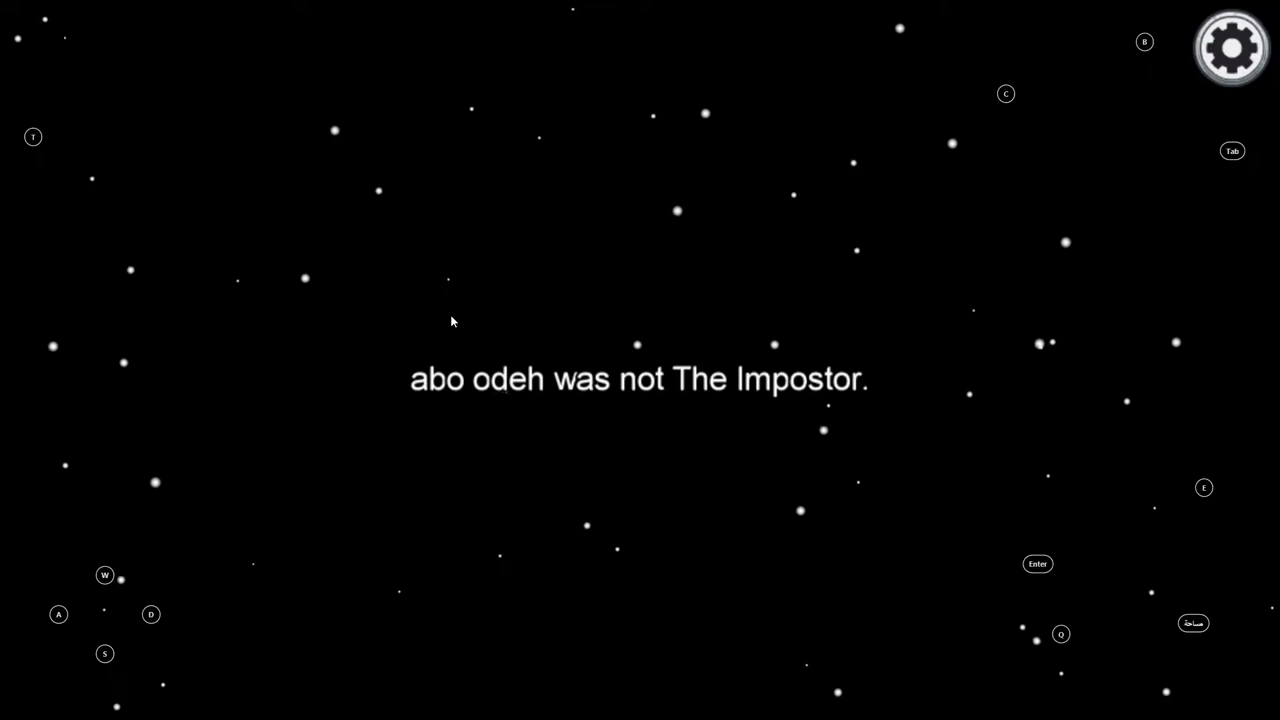 B
C
T
Tab
abo odeh was not The Impostor.
E
Enter
W
A
D
مساحة
Q
S